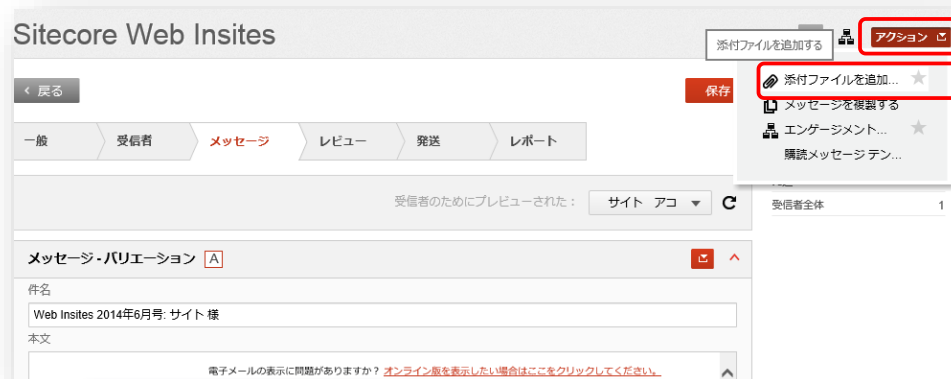 Sitecore Web Insites
添付ファイルを追加する
アクション
戻る
保存
添付ファイルを追加...
メッセージを複製する
エンゲージメント...
購読メッセージ テン...
一般
受信者
メッセージ
レビュー
発送
レポート
受信者のためにプレビューされた：
サイト アコ
受信者全体 1
メッセージ・バリエーション A
件名
Web Insites 2014年6月号: サイト 様
本文
電子メールの表示に問題がありますか？ オンライン版を表示したい場合はここをクリックしてください。